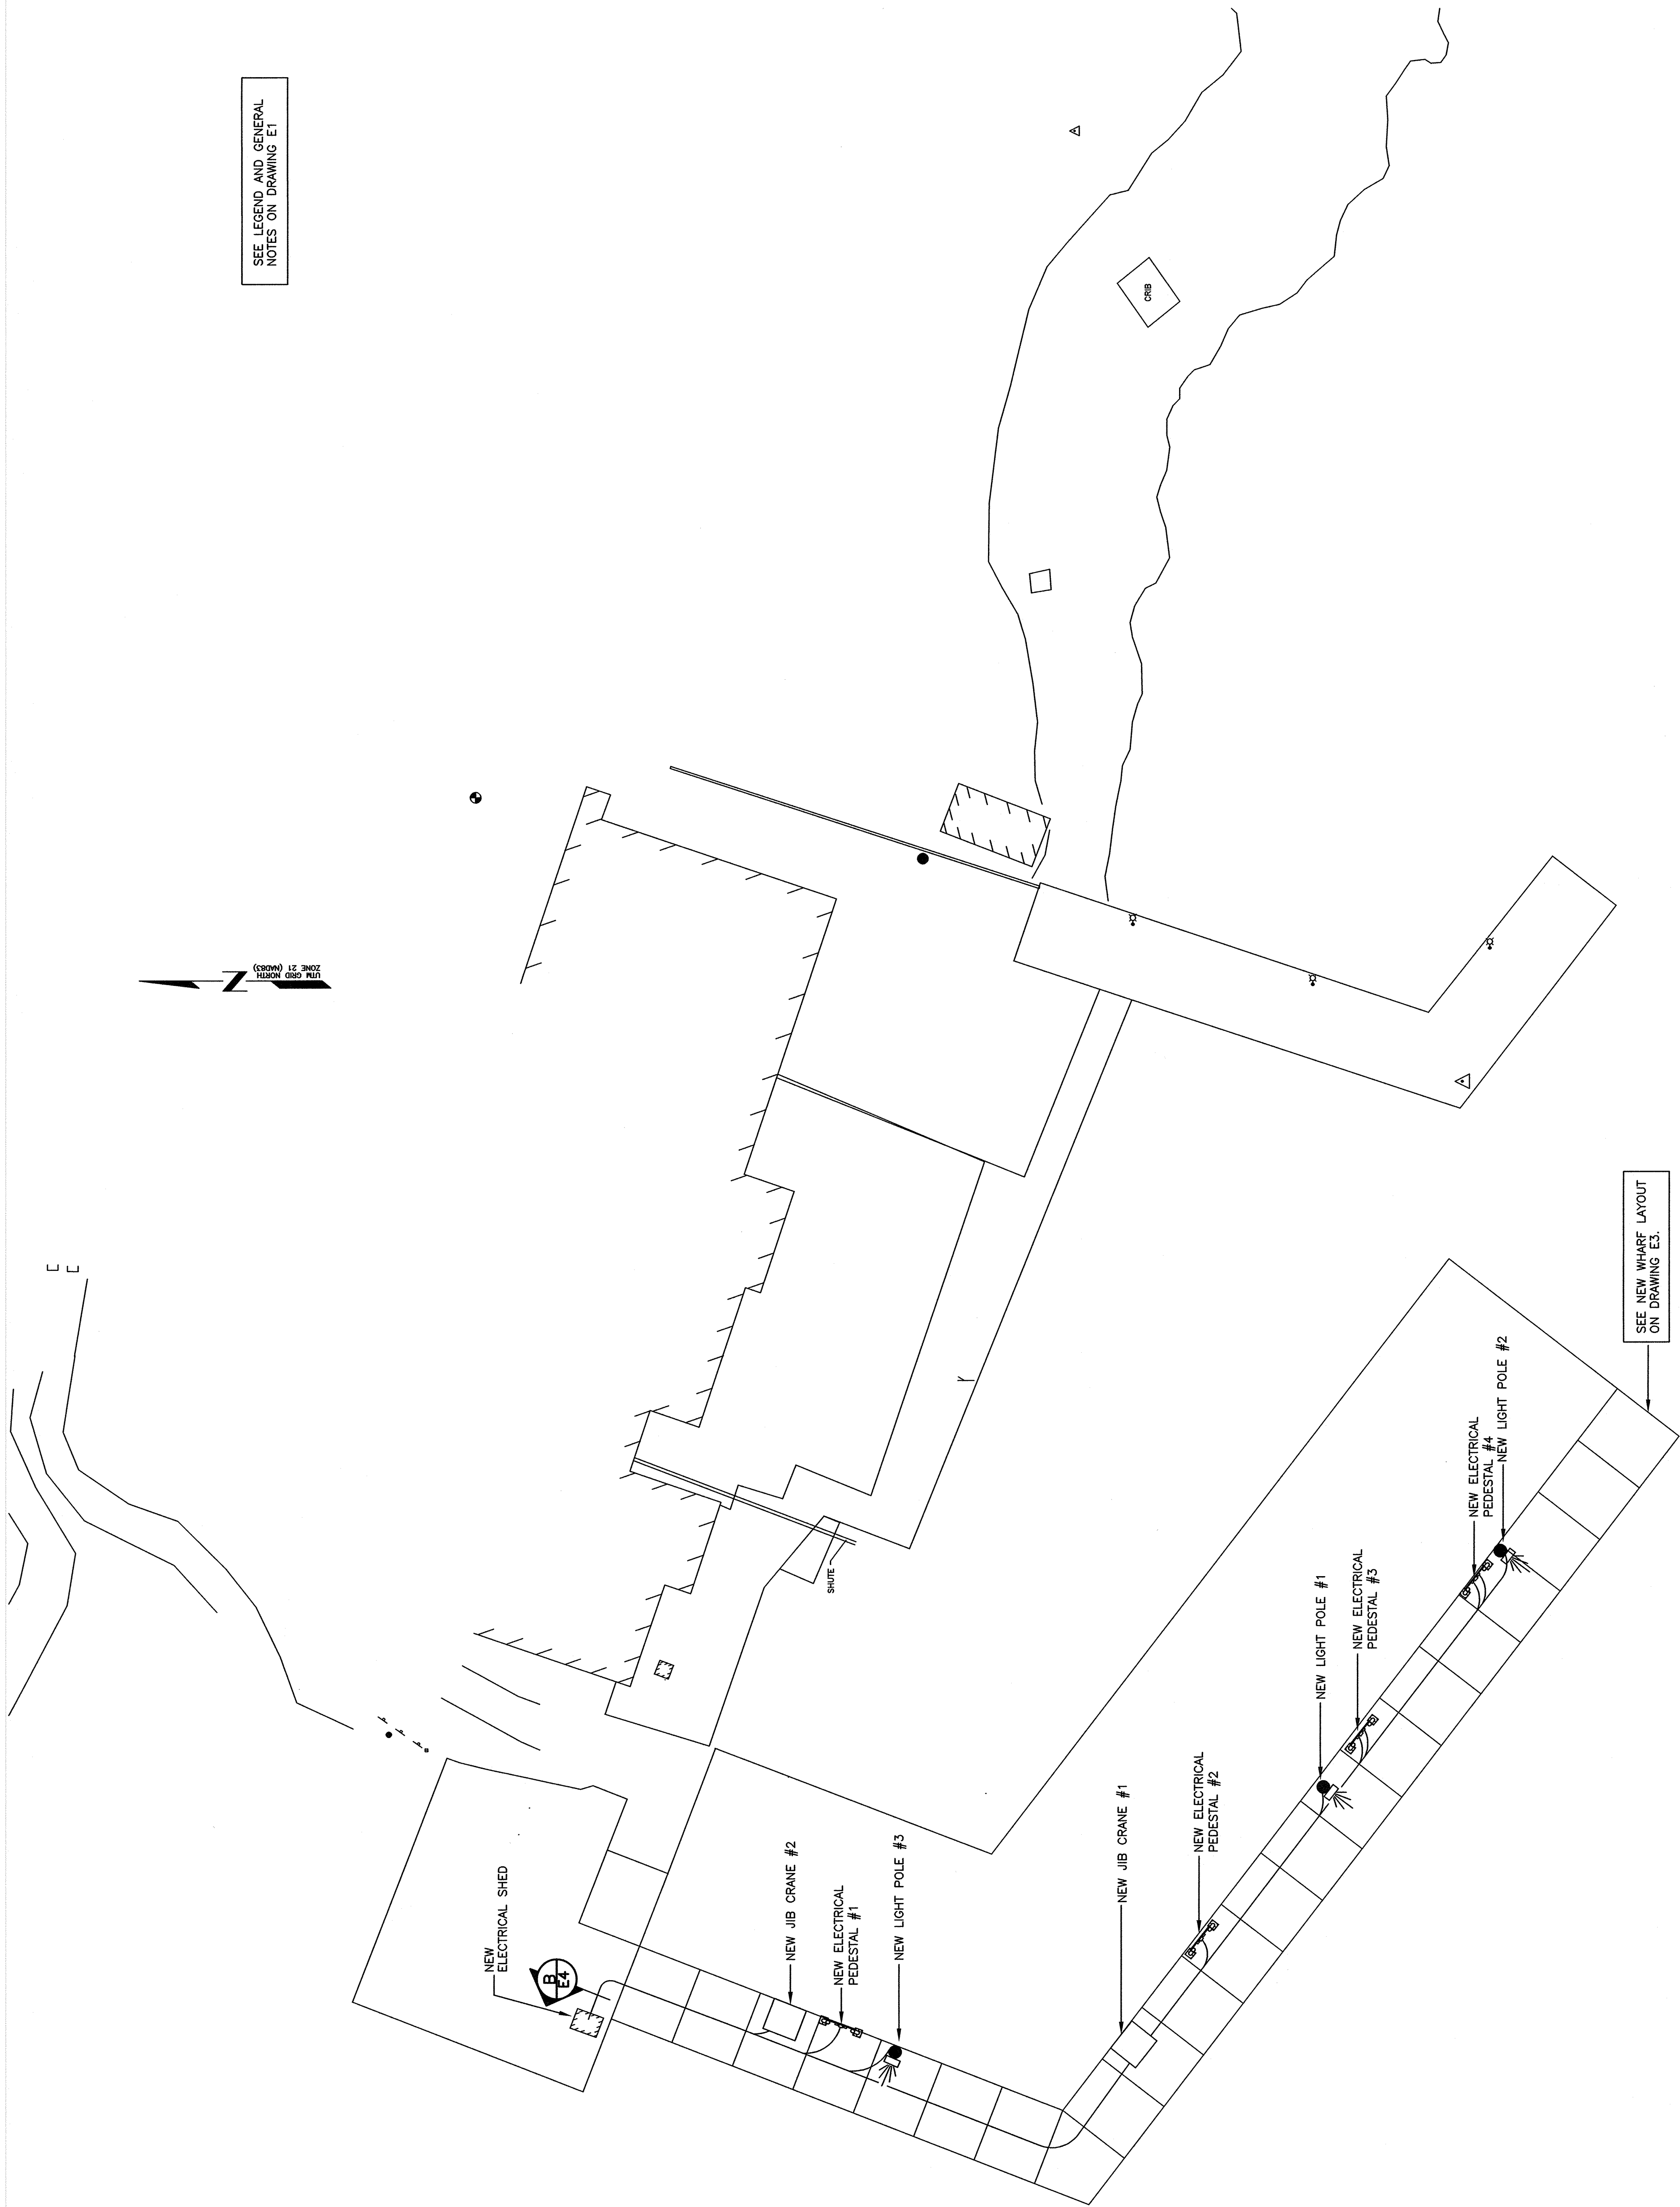 SEE LEGEND AND GENERAL
NOTES ON DRAWING E1
UTM GRID NORTH
ZONE 21 (NAD83)
N
CRIB
SHUTE
NEW
ELECTRICAL SHED
B
E4
NEW JIB CRANE #2
NEW ELECTRICAL
PEDESTAL #1
NEW LIGHT POLE #3
NEW JIB CRANE #1
NEW ELECTRICAL
PEDESTAL #2
NEW LIGHT POLE #1
NEW ELECTRICAL
PEDESTAL #3
NEW ELECTRICAL
PEDESTAL #4
NEW LIGHT POLE #2
SEE NEW WHARF LAYOUT
ON DRAWING E3.